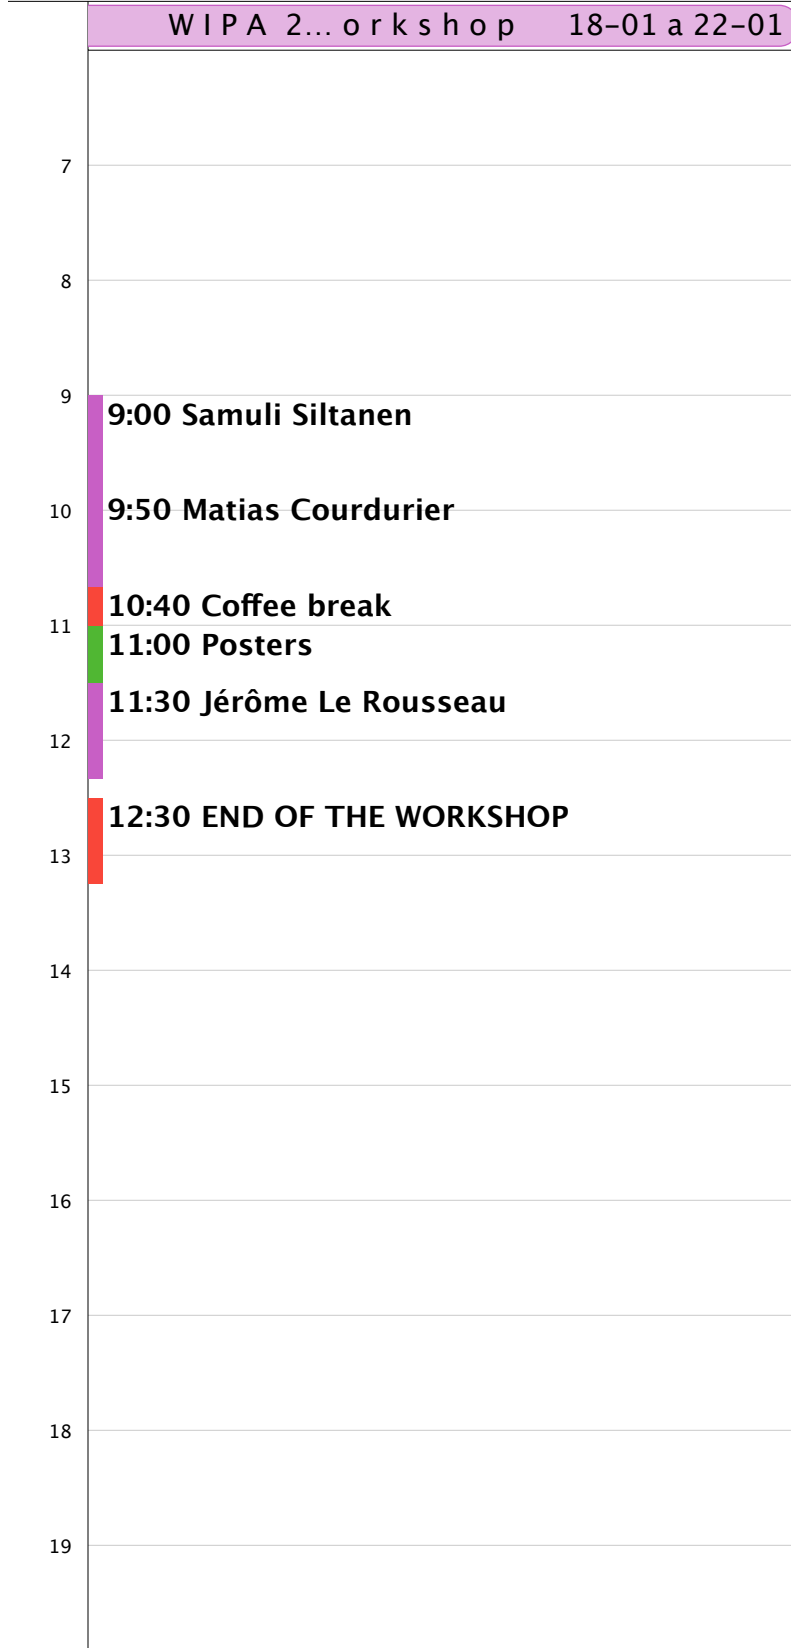 WIPA 2...orkshop 18-01 a 22-01
7
8
9
9:00 Samuli Siltanen
10
9:50 Matias Courdurier
10:40 Coffee break
11
11:00 Posters
11:30 Jérôme Le Rousseau
12
12:30 END OF THE WORKSHOP
13
14
15
16
17
18
19